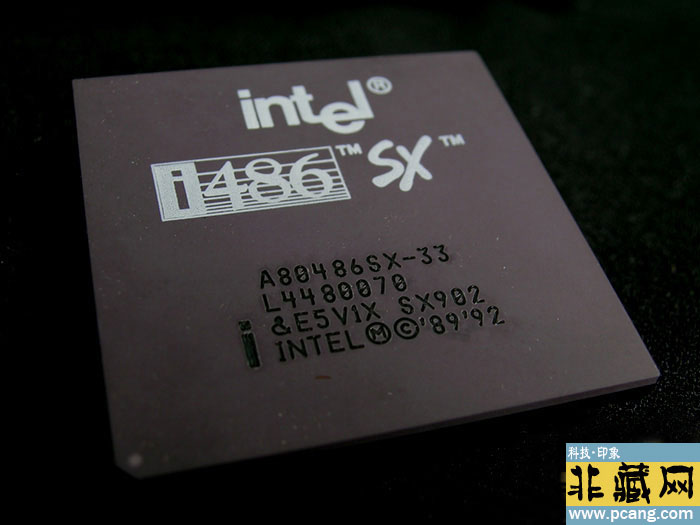 intel®
i486™ SX™
A80486SX-33
L4480070
&E5V1X SX902
i INTEL Ⓜ © '89 '92
科技·印象
非藏网
www.pcang.com